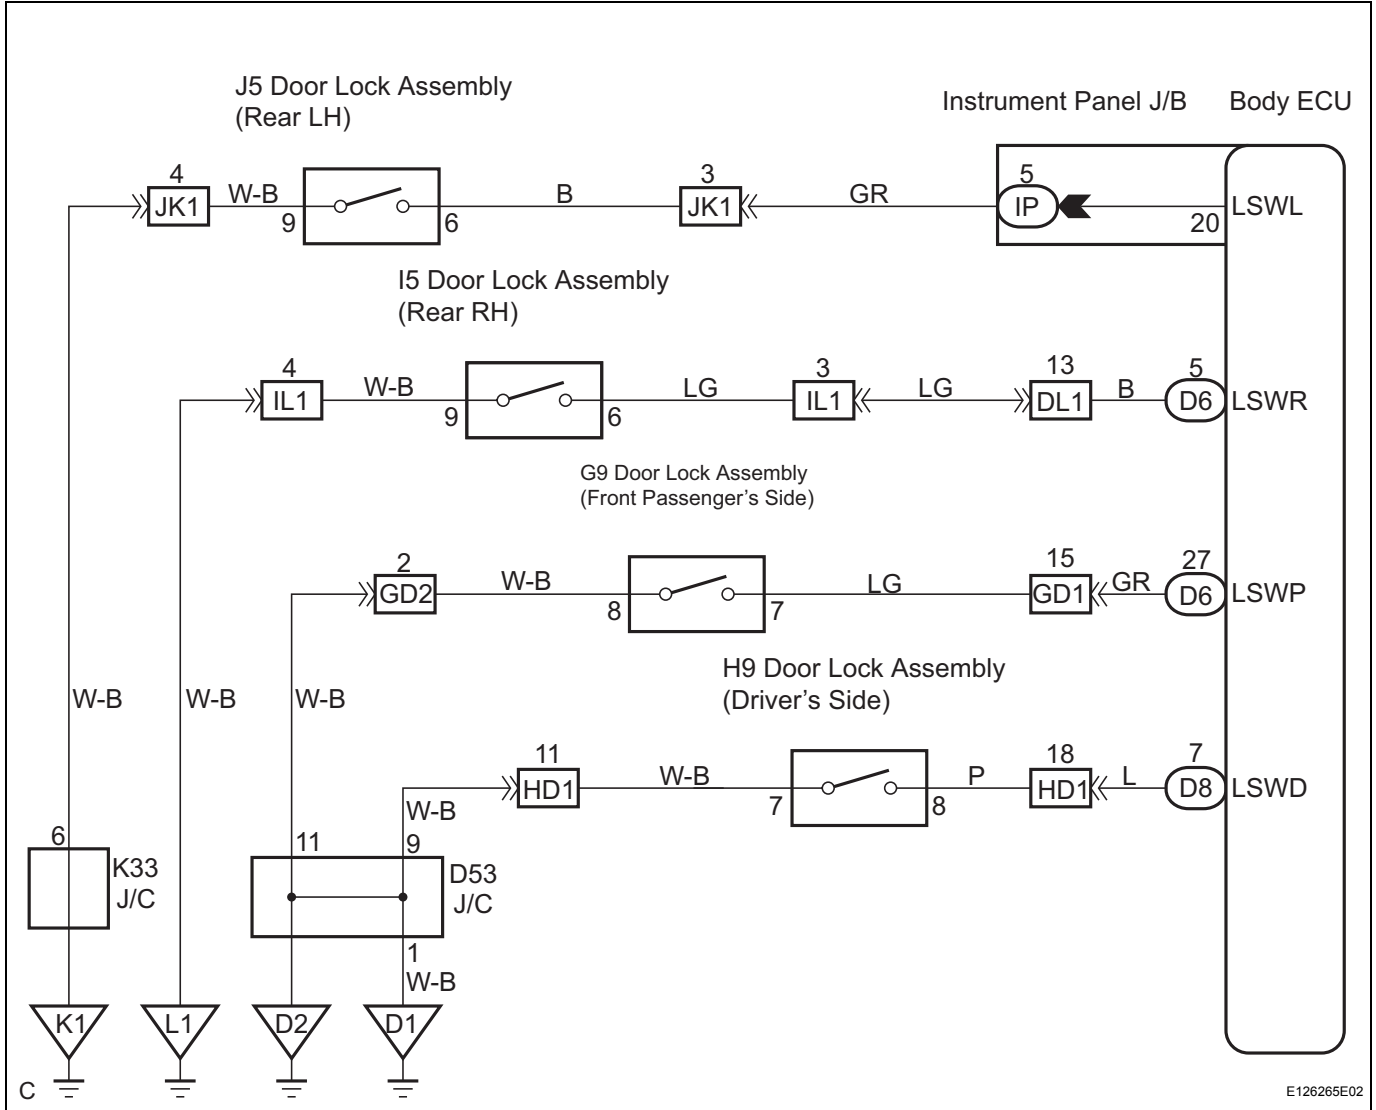 J5 Door Lock Assembly
(Rear LH)
Instrument Panel J/B
Body ECU
4
JK1
W-B
9
6
B
3
JK1
GR
5
IP
20
LSWL
I5 Door Lock Assembly
(Rear RH)
4
IL1
W-B
9
6
LG
3
IL1
LG
13
DL1
B
5
D6
LSWR
G9 Door Lock Assembly
(Front Passenger’s Side)
2
GD2
W-B
8
7
LG
15
GD1
GR
27
D6
LSWP
H9 Door Lock Assembly
(Driver’s Side)
W-B
W-B
W-B
11
HD1
W-B
7
8
P
18
HD1
L
7
D8
LSWD
W-B
6
K33
J/C
11
9
D53
J/C
1
W-B
K1
L1
D2
D1
C
E126265E02